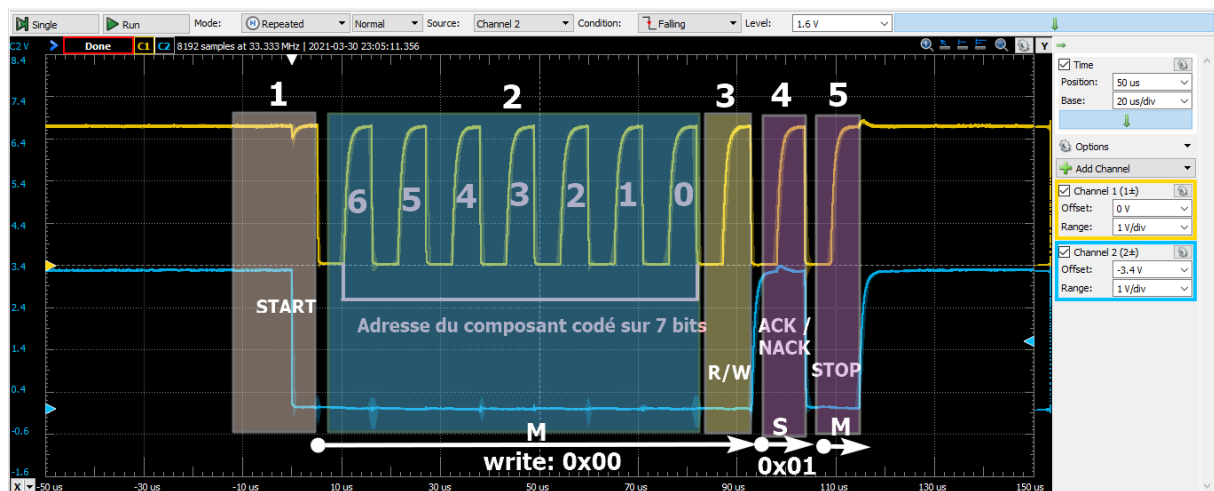 Single Run Mode: Repeated Normal Source: Channel 2 Condition: Falling Level: 1.6 V
C2 V Done C1 C2 8192 samples at 33.333 MHz | 2021-03-30 23:05:11.356 Y
8.4
7.4
6.4
5.4
4.4
3.4
2.4
1.4
0.4
-0.6
-1.6
1 2 3 4 5
6 5 4 3 2 1 0
START
Adresse du composant codé sur 7 bits
R/W
ACK /
NACK
STOP
M S M
write: 0x00 0x01
X -50 us -30 us -10 us 10 us 30 us 50 us 70 us 90 us 110 us 130 us 150 us
Time
Position: 50 us
Base: 20 us/div
Options
Add Channel
Channel 1 (1±)
Offset: 0 V
Range: 1 V/div
Channel 2 (2±)
Offset: -3.4 V
Range: 1 V/div